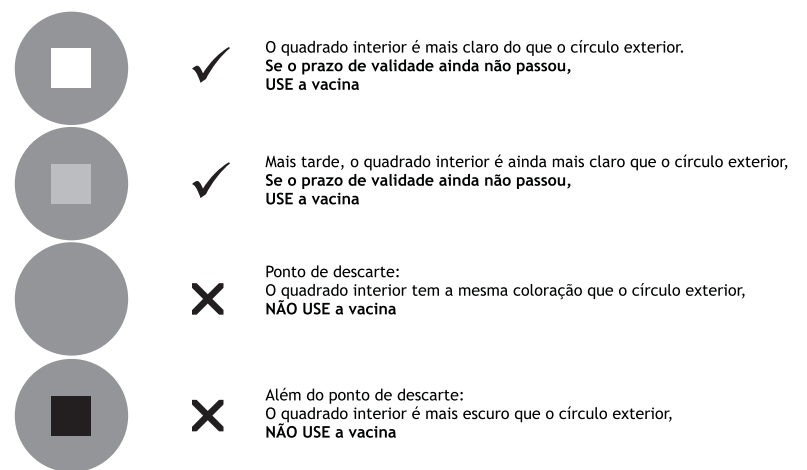 O quadrado interior é mais claro do que o círculo exterior.
Se o prazo de validade ainda não passou,
USE a vacina
Mais tarde, o quadrado interior é ainda mais claro que o círculo exterior,
Se o prazo de validade ainda não passou,
USE a vacina
Ponto de descarte:
O quadrado interior tem a mesma coloração que o círculo exterior,
NÃO USE a vacina
Além do ponto de descarte:
O quadrado interior é mais escuro que o círculo exterior,
NÃO USE a vacina